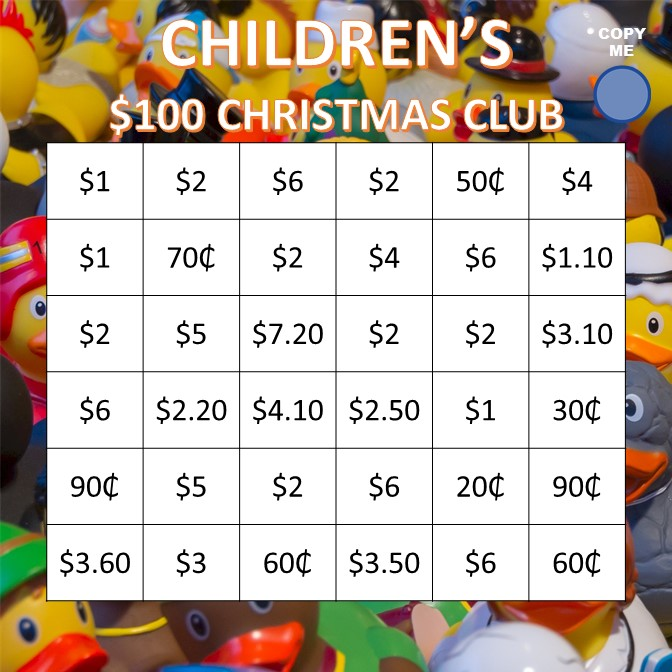 CHILDREN’S
* COPY
ME
$100 CHRISTMAS CLUB
$1 $2 $6 $2 50₵ $4
$1 70₵ $2 $4 $6 $1.10
$2 $5 $7.20 $2 $2 $3.10
$6 $2.20 $4.10 $2.50 $1 30₵
90₵ $5 $2 $6 20₵ 90₵
$3.60 $3 60₵ $3.50 $6 60₵